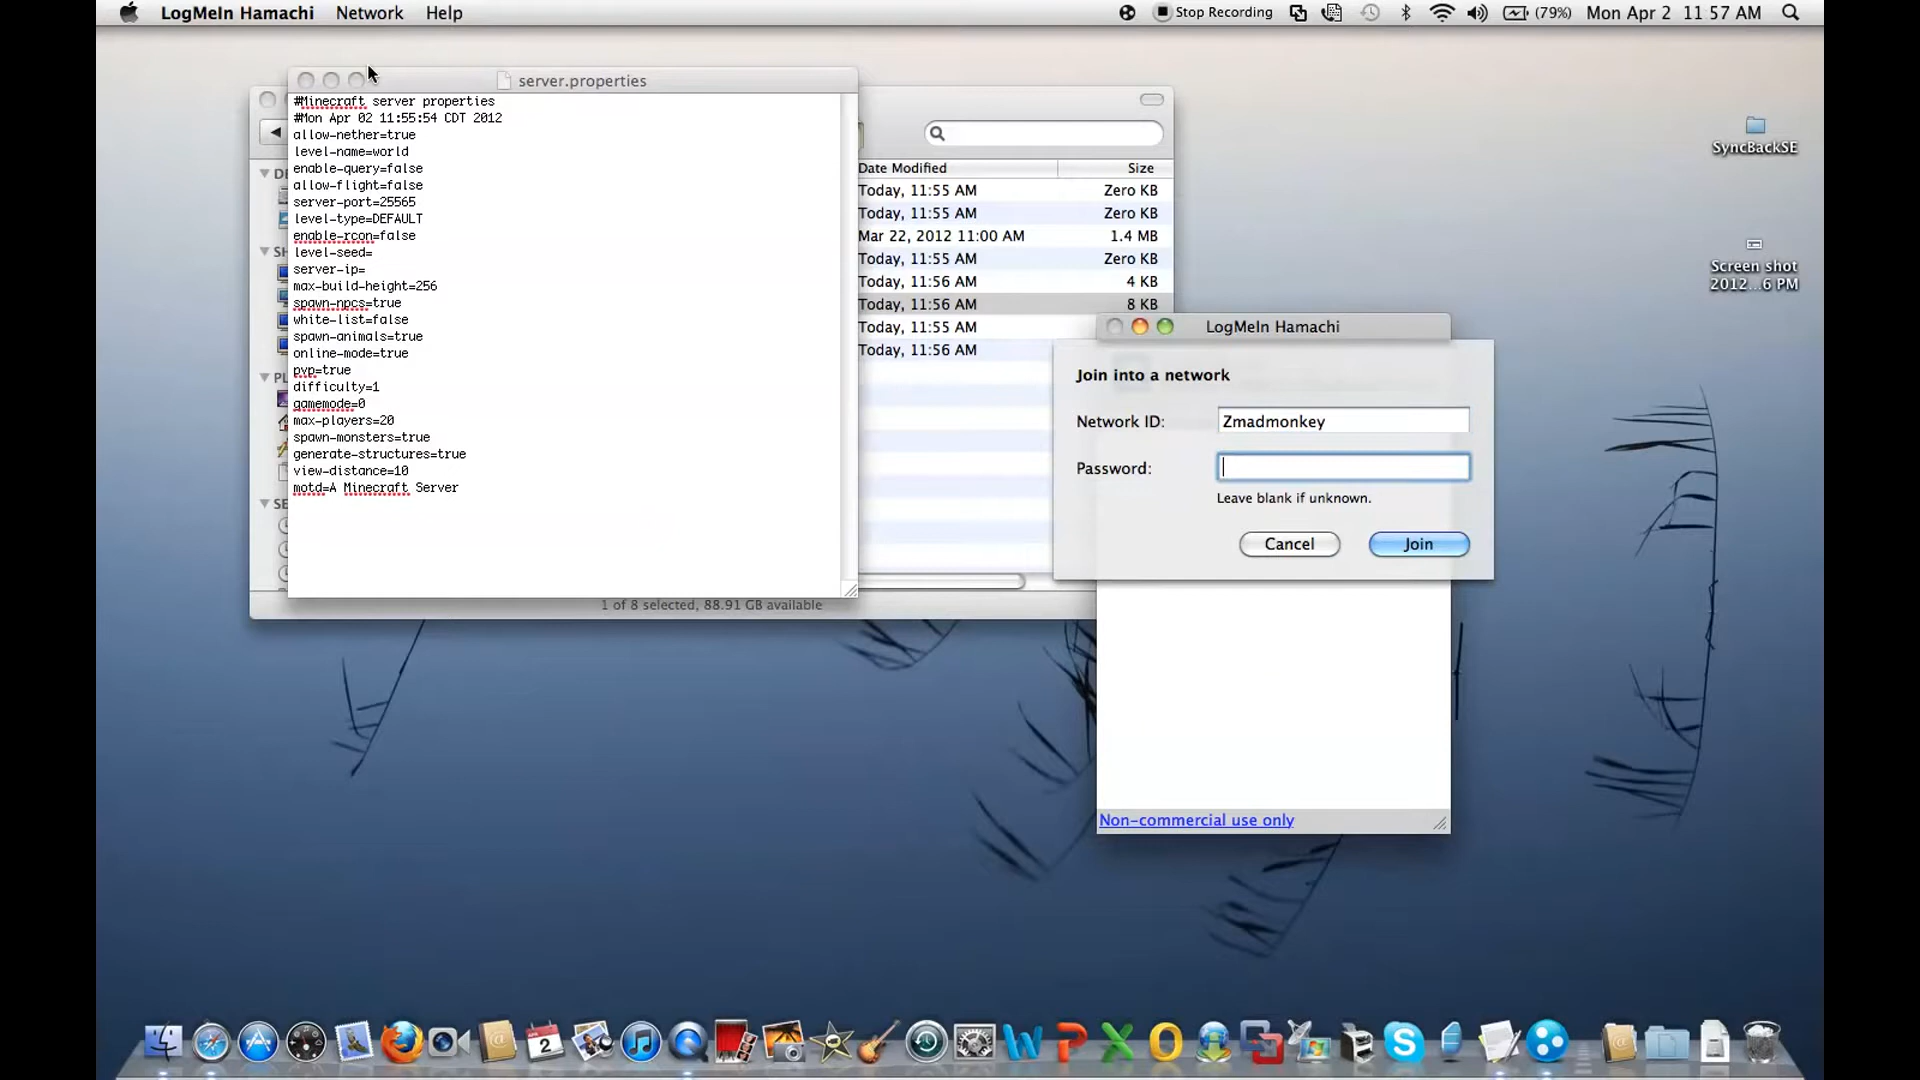 LogMeIn Hamachi Network Help
Stop Recording (79%) Mon Apr 2 11:57 AM
server.properties
#Minecraft server properties
#Mon Apr 02 11:55:54 CDT 2012
allow-nether=true
level-name=world
enable-query=false
allow-flight=false
server-port=25565
level-type=DEFAULT
enable-rcon=false
level-seed=
server-ip=
max-build-height=256
spawn-npcs=true
white-list=false
spawn-animals=true
online-mode=true
pvp=true
difficulty=1
gamemode=0
max-players=20
spawn-monsters=true
generate-structures=true
view-distance=10
motd=A Minecraft Server
Date Modified Size
Today, 11:55 AM Zero KB
Today, 11:55 AM Zero KB
Mar 22, 2012 11:00 AM 1.4 MB
Today, 11:55 AM Zero KB
Today, 11:56 AM 4 KB
Today, 11:56 AM 8 KB
Today, 11:55 AM
Today, 11:56 AM
1 of 8 selected, 88.91 GB available
LogMeIn Hamachi
Join into a network
Network ID: Zmadmonkey
Password:
Leave blank if unknown.
Cancel Join
Non-commercial use only
SyncBackSE
Screen shot
2012...6 PM
2